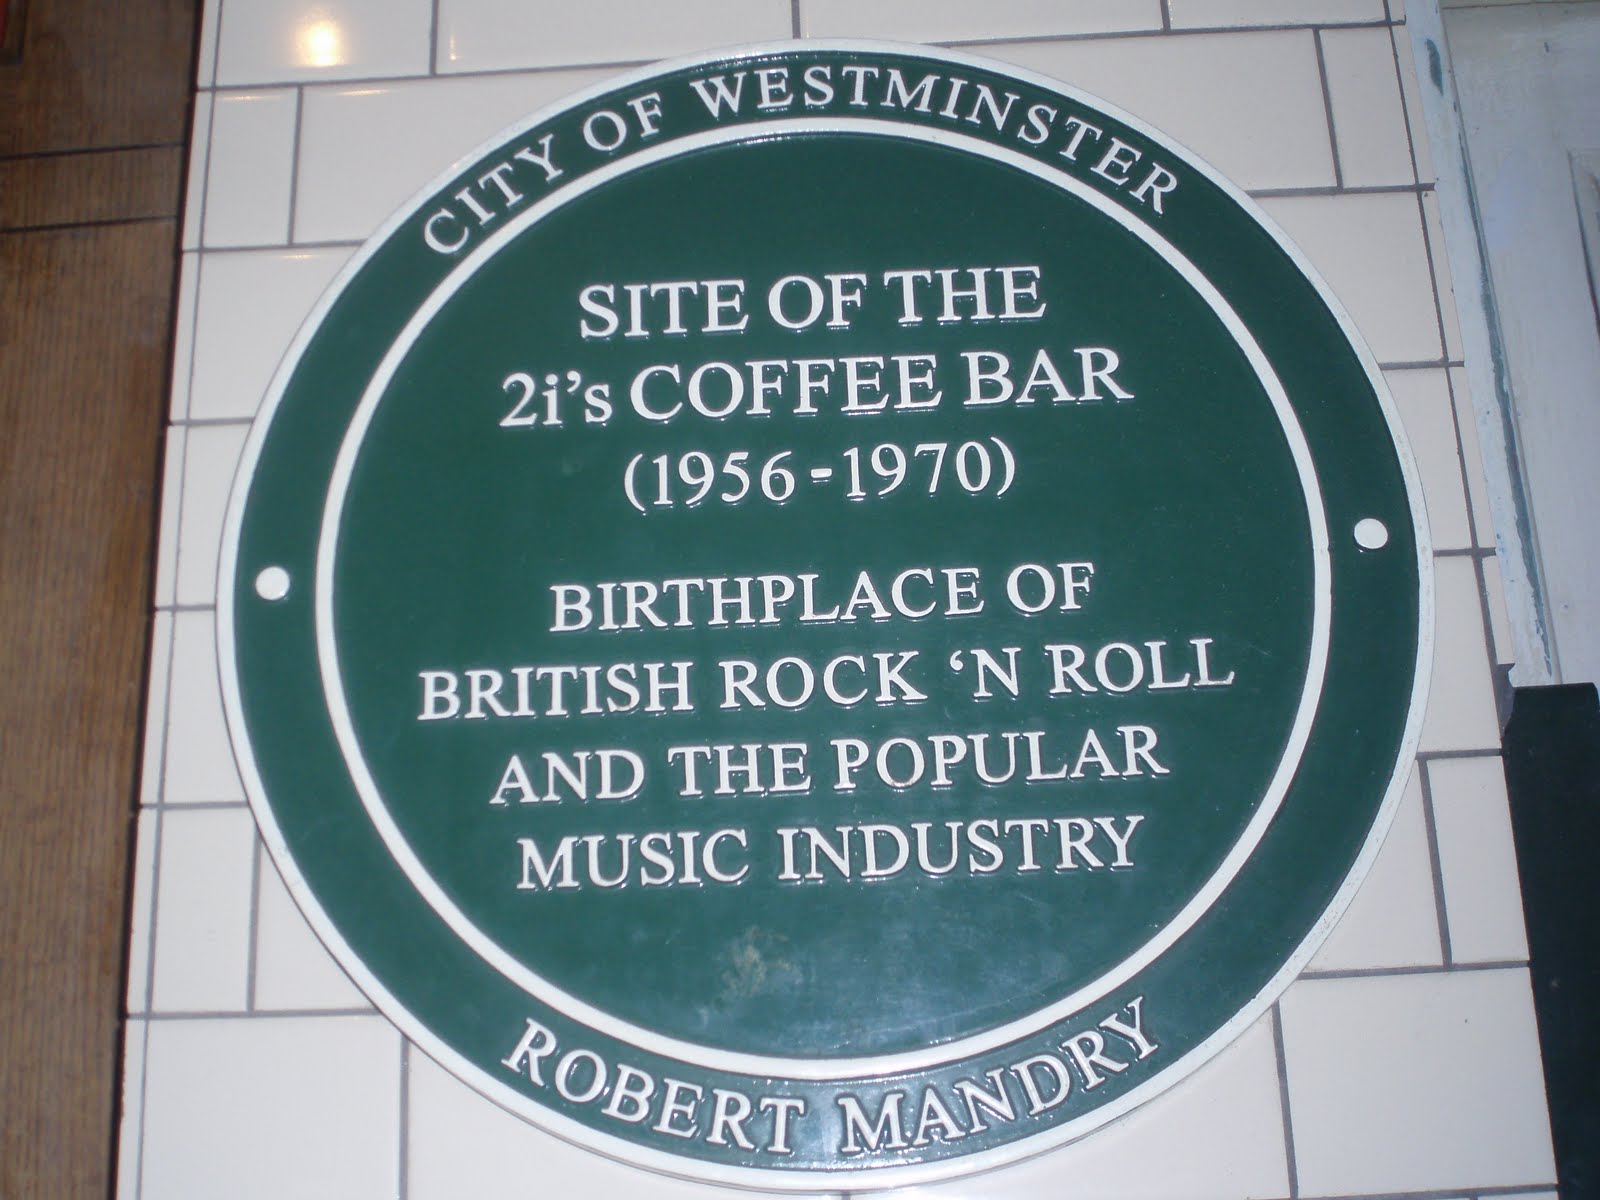 CITY OF WESTMINSTER
SITE OF THE
2i's COFFEE BAR
(1956-1970)
BIRTHPLACE OF
BRITISH ROCK ‘N ROLL
AND THE POPULAR
MUSIC INDUSTRY
ROBERT MANDRY